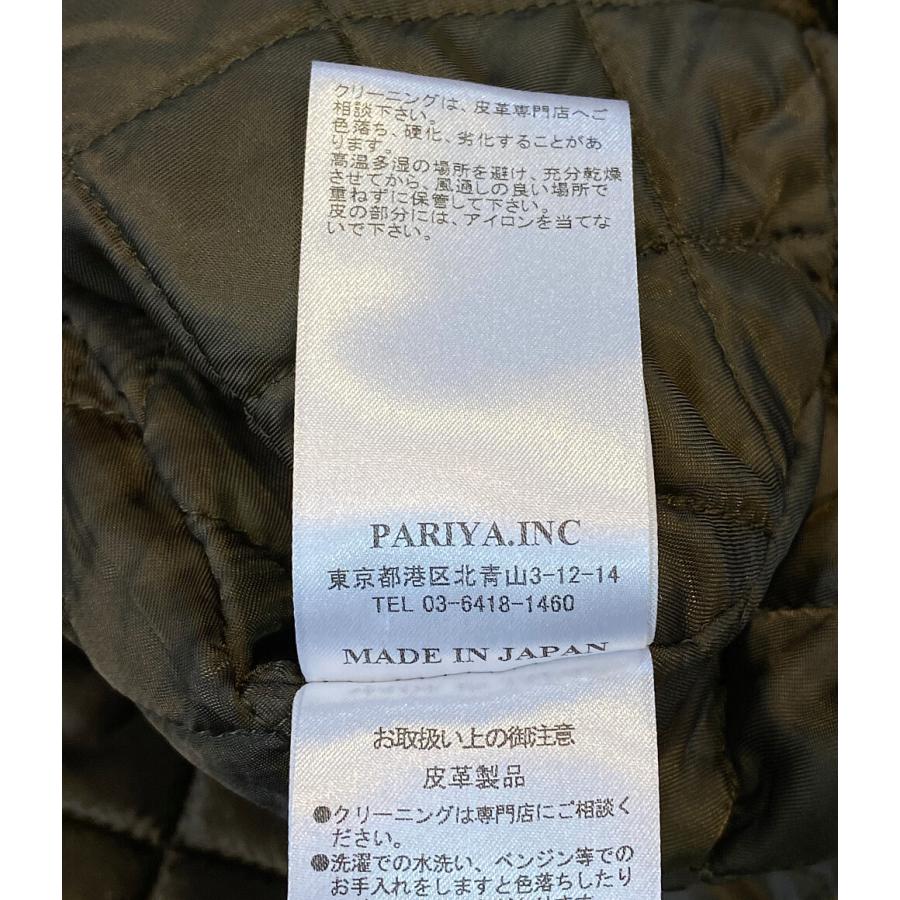 クリーニングは、皮革専門店へご
相談下さい。
色落ち、硬化、劣化することがあ
ります。
高温多湿の場所を避け、充分乾燥
させてから、風通しの良い場所で
重ねずに保管して下さい。
皮の部分には、アイロンを当てな
いで下さい。
PARIYA.INC
東京都港区北青山3-12-14
TEL 03-6418-1460
MADE IN JAPAN
お取扱い上の御注意
皮革製品
●クリーニングは専門店にご相談く
ださい。
●洗濯での水洗い、ベンジン等での
お手入れをしますと色落ちしたり